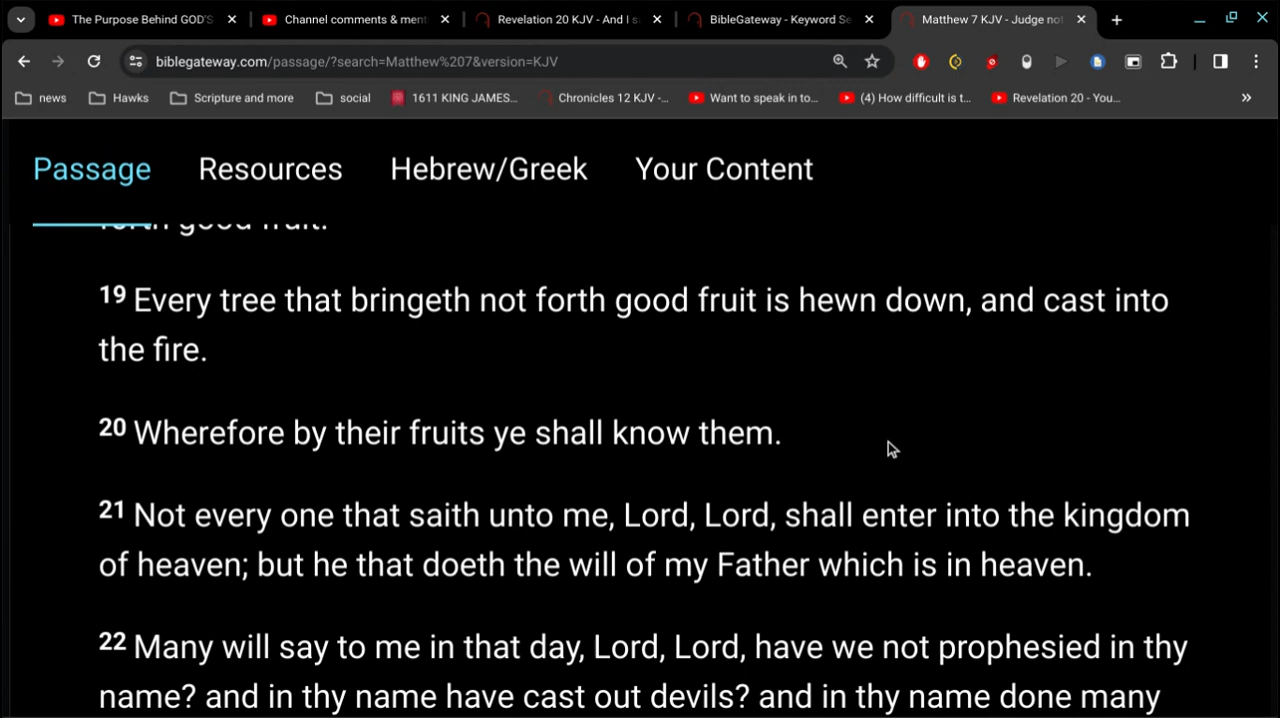 The Purpose Behind GOD'S
Channel comments & ment
Revelation 20 KJV - And I s
BibleGateway - Keyword Se
Matthew 7 KJV - Judge not
biblegateway.com/passage/?search=Matthew%207&version=KJV
news
Hawks
Scripture and more
social
1611 KING JAMES...
Chronicles 12 KJV -...
Want to speak in to...
(4) How difficult is t...
Revelation 20 - You...
Passage
Resources
Hebrew/Greek
Your Content
forth good fruit.
19 Every tree that bringeth not forth good fruit is hewn down, and cast into
the fire.
20 Wherefore by their fruits ye shall know them.
21 Not every one that saith unto me, Lord, Lord, shall enter into the kingdom
of heaven; but he that doeth the will of my Father which is in heaven.
22 Many will say to me in that day, Lord, Lord, have we not prophesied in thy
name? and in thy name have cast out devils? and in thy name done many